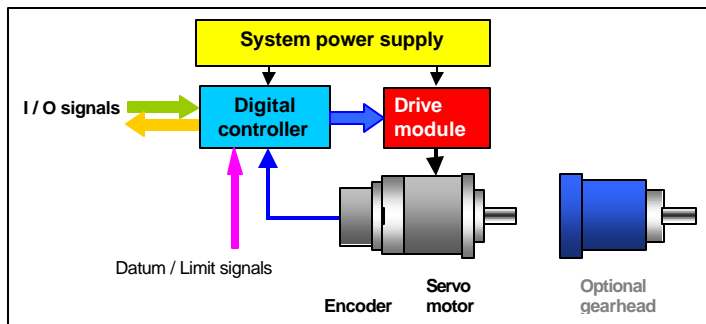 System power supply
I / O signals
Digital
controller
Drive
module
Datum / Limit signals
Encoder
Servo
motor
Optional
gearhead